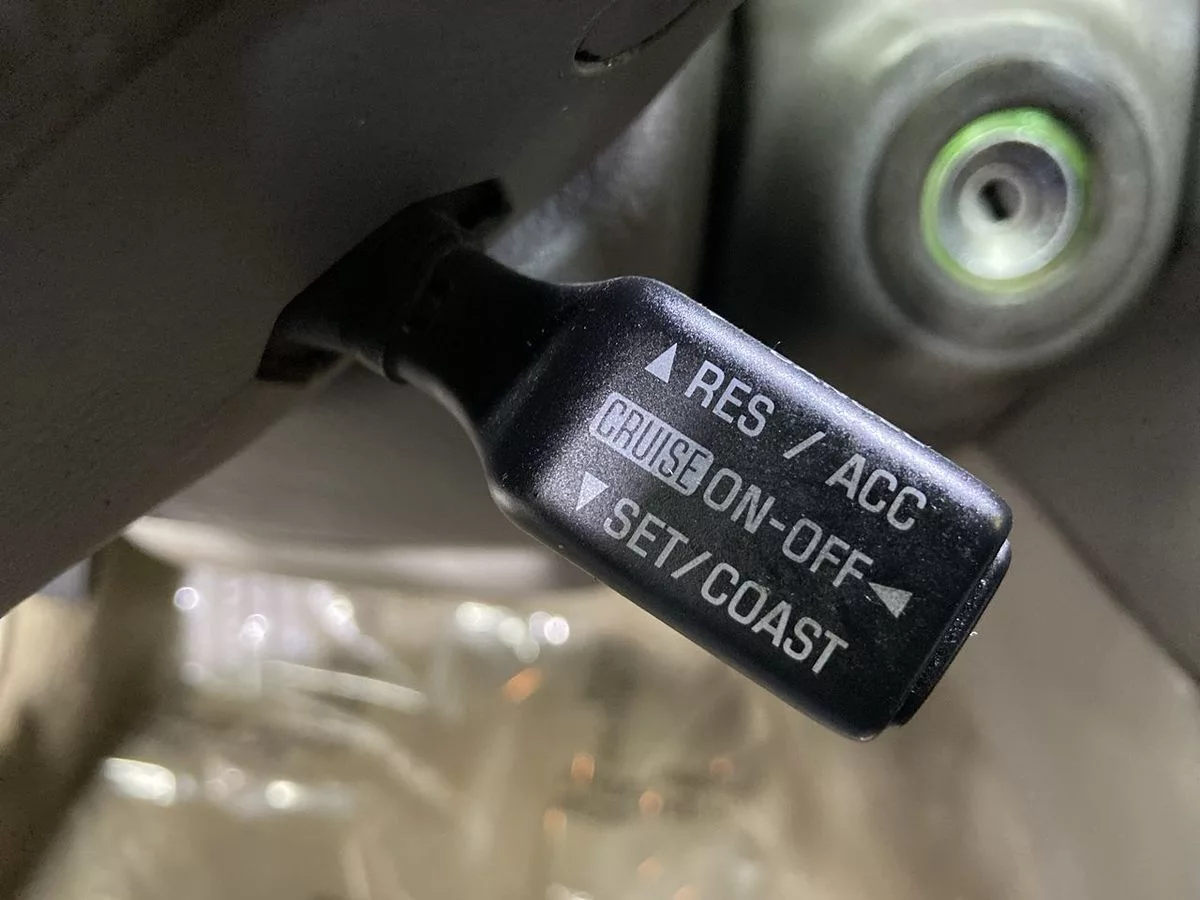 ▲ RES / ACC
CRUISE ON-OFF ◀
▼ SET/COAST